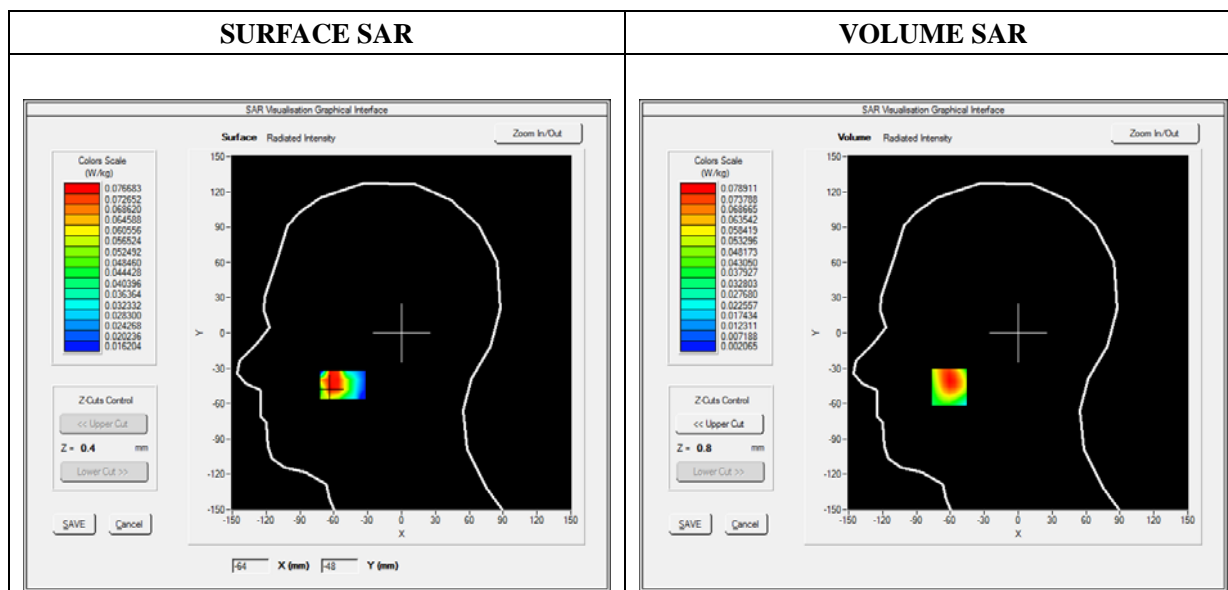 SURFACE SAR
VOLUME SAR
SAR Visualisation Graphical Interface
Surface Radiated Intensity
Zoom In/Out
Colors Scale
(W/kg)
0.076683
0.072652
0.068620
0.064588
0.060556
0.056524
0.052492
0.048460
0.044428
0.040396
0.036364
0.032332
0.028300
0.024268
0.020236
0.016204
Z-Cuts Control
<< Upper Cut
Z = 0.4 mm
Lower Cut >>
SAVE Cancel
150
120
90
60
30
0
-30
-60
-90
-120
-150
Y
-150 -120 -90 -60 -30 0 30 60 90 120 150
X
-64 X (mm) -48 Y (mm)
SAR Visualisation Graphical Interface
Volume Radiated Intensity
Zoom In/Out
Colors Scale
(W/kg)
0.078911
0.073788
0.068665
0.063542
0.058419
0.053296
0.048173
0.043050
0.037927
0.032803
0.027680
0.022557
0.017434
0.012311
0.007188
0.002065
Z-Cuts Control
<< Upper Cut
Z = 0.8 mm
Lower Cut >>
SAVE Cancel
150
120
90
60
30
0
-30
-60
-90
-120
-150
Y
-150 -120 -90 -60 -30 0 30 60 90 120 150
X